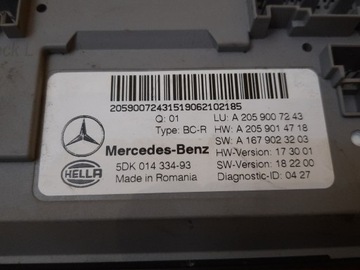 20590072431519062102185
Q: 01 LU: A 205 900 72 43
Type: BC-R HW: A 205 901 47 18
SW: A 167 902 32 03
Mercedes-Benz HW-Version: 17 30 01
HELLA 5DK 014 334-93 SW-Version: 18 22 00
Made in Romania Diagnostic-ID: 04 27